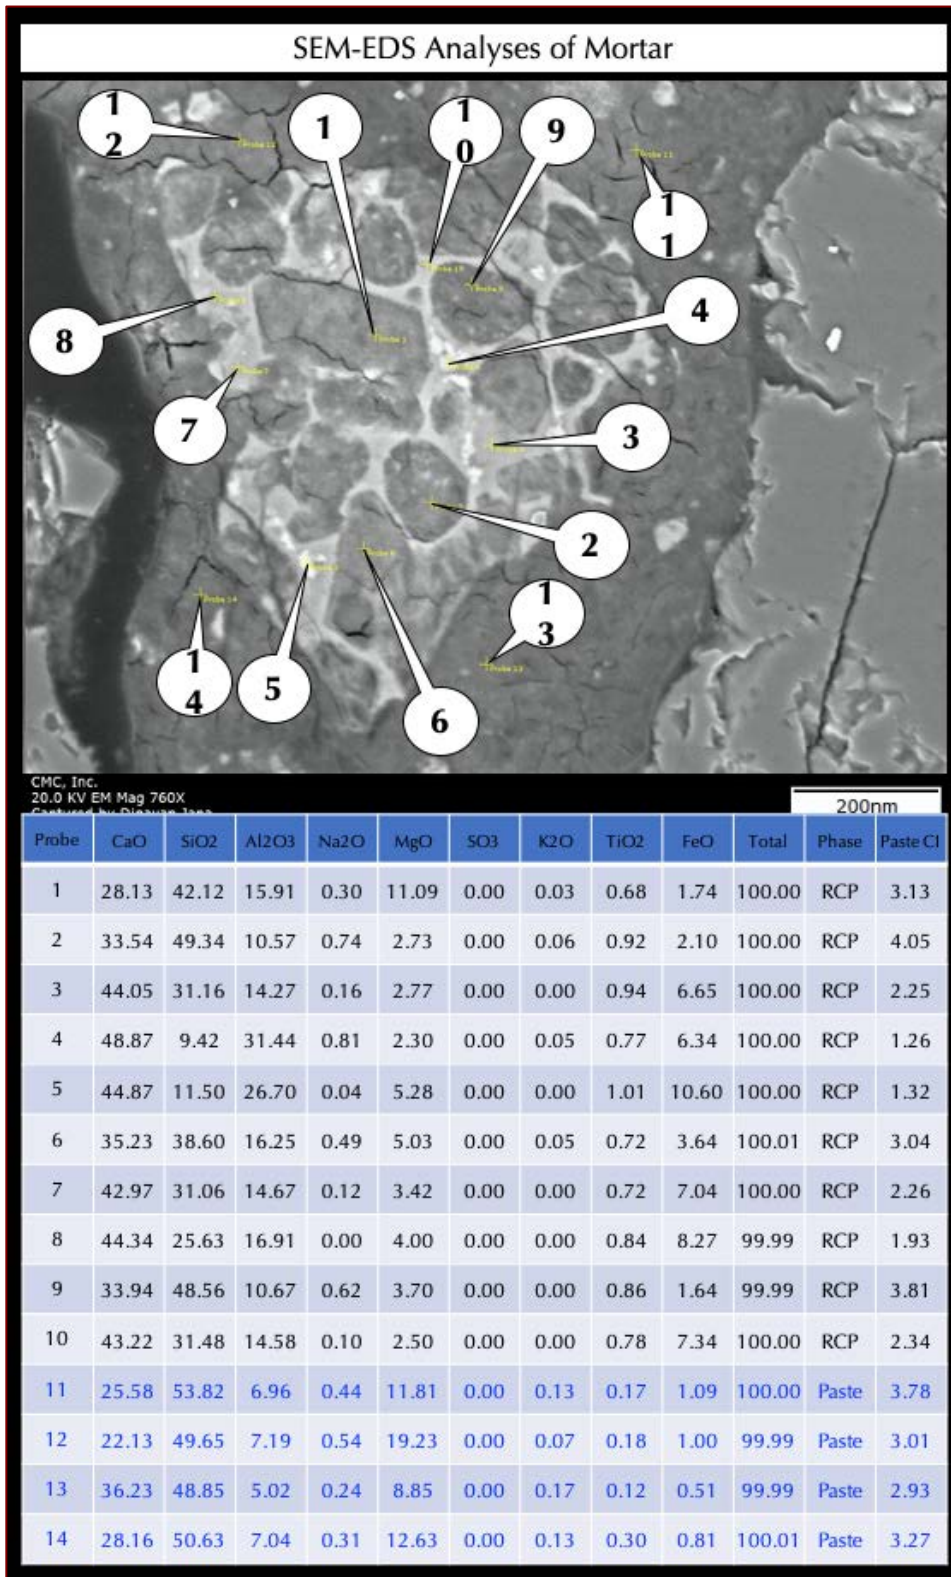 SEM-EDS Analyses of Mortar
1
2
1
1
0
9
1
1
8
4
7
3
2
1
3
1
4
5
6
Probe 12
Probe 11
Probe 7
Probe 14
Probe 13
CMC, Inc.
20.0 KV EM Mag 760X
Captured by Dipayan Jana
200nm
Probe CaO SiO2 Al2O3 Na2O MgO SO3 K2O TiO2 FeO Total Phase Paste CI
1 28.13 42.12 15.91 0.30 11.09 0.00 0.03 0.68 1.74 100.00 RCP 3.13
2 33.54 49.34 10.57 0.74 2.73 0.00 0.06 0.92 2.10 100.00 RCP 4.05
3 44.05 31.16 14.27 0.16 2.77 0.00 0.00 0.94 6.65 100.00 RCP 2.25
4 48.87 9.42 31.44 0.81 2.30 0.00 0.05 0.77 6.34 100.00 RCP 1.26
5 44.87 11.50 26.70 0.04 5.28 0.00 0.00 1.01 10.60 100.00 RCP 1.32
6 35.23 38.60 16.25 0.49 5.03 0.00 0.05 0.72 3.64 100.01 RCP 3.04
7 42.97 31.06 14.67 0.12 3.42 0.00 0.00 0.72 7.04 100.00 RCP 2.26
8 44.34 25.63 16.91 0.00 4.00 0.00 0.00 0.84 8.27 99.99 RCP 1.93
9 33.94 48.56 10.67 0.62 3.70 0.00 0.06 0.86 1.64 99.99 RCP 3.81
10 43.22 31.48 14.58 0.10 2.50 0.00 0.00 0.78 7.34 100.00 RCP 2.34
11 25.58 53.82 6.96 0.44 11.81 0.00 0.13 0.17 1.09 100.00 Paste 3.78
12 22.13 49.65 7.19 0.54 19.23 0.00 0.07 0.18 1.00 99.99 Paste 3.01
13 36.23 48.85 5.02 0.24 8.85 0.00 0.17 0.12 0.51 99.99 Paste 2.93
14 28.16 50.63 7.04 0.31 12.63 0.00 0.13 0.30 0.81 100.01 Paste 3.27